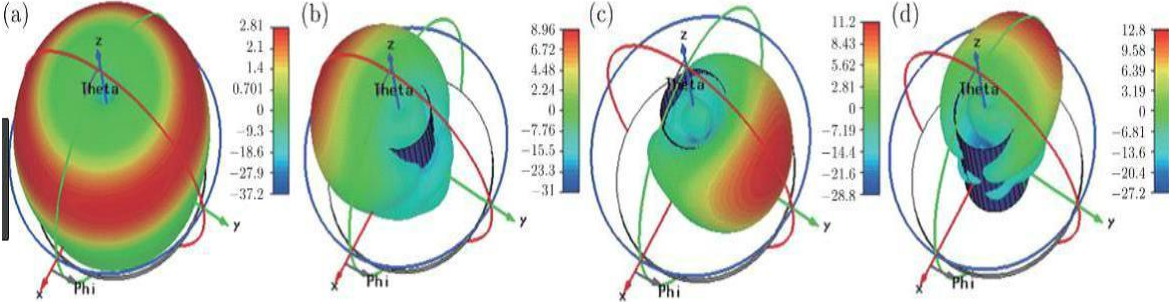 (a)
z
Theta
x
Phi
y
2.81
2.1
1.4
0.701
0
−9.3
−18.6
−27.9
−37.2
(b)
z
Theta
x
Phi
y
8.96
6.72
4.48
2.24
0
−7.76
−15.5
−23.3
−31
(c)
z
Theta
x
Phi
y
11.2
8.43
5.62
2.81
0
−7.19
−14.4
−21.6
−28.8
(d)
z
Theta
x
Phi
y
12.8
9.58
6.39
3.19
0
−6.81
−13.6
−20.4
−27.2